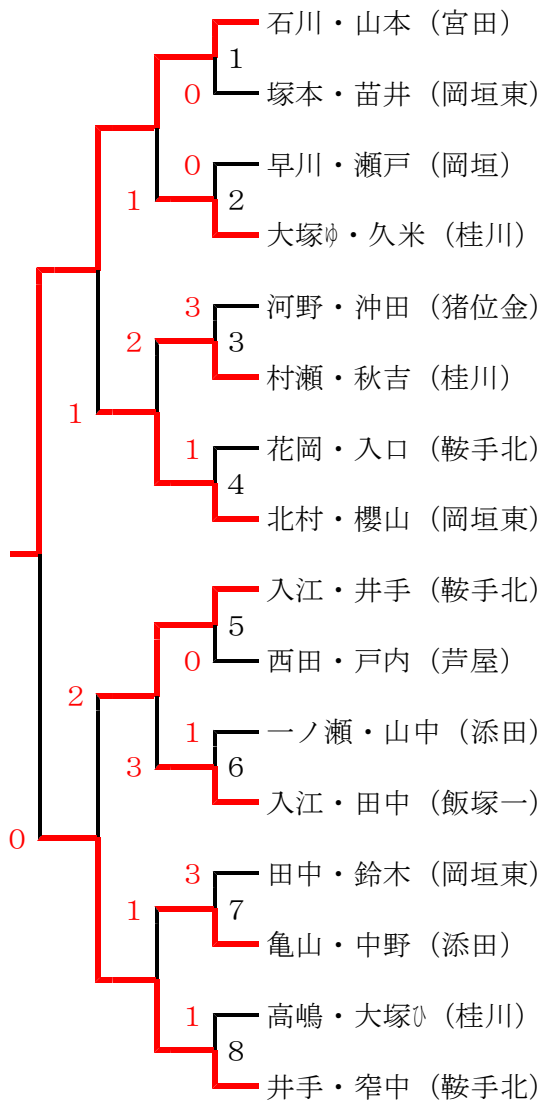 石川・山本（宮田）
1
0 塚本・苗井（岡垣東）
0 早川・瀬戸（岡垣）
1 2
大塚ゆ・久米（桂川）
3 河野・沖田（猪位金）
2 3
村瀬・秋吉（桂川）
1
1 花岡・入口（鞍手北）
4
北村・櫻山（岡垣東）
入江・井手（鞍手北）
5
0 西田・戸内（芦屋）
2
1 一ノ瀬・山中（添田）
3 6
入江・田中（飯塚一）
0
3 田中・鈴木（岡垣東）
1 7
亀山・中野（添田）
1 高嶋・大塚ひ（桂川）
8
井手・窄中（鞍手北）